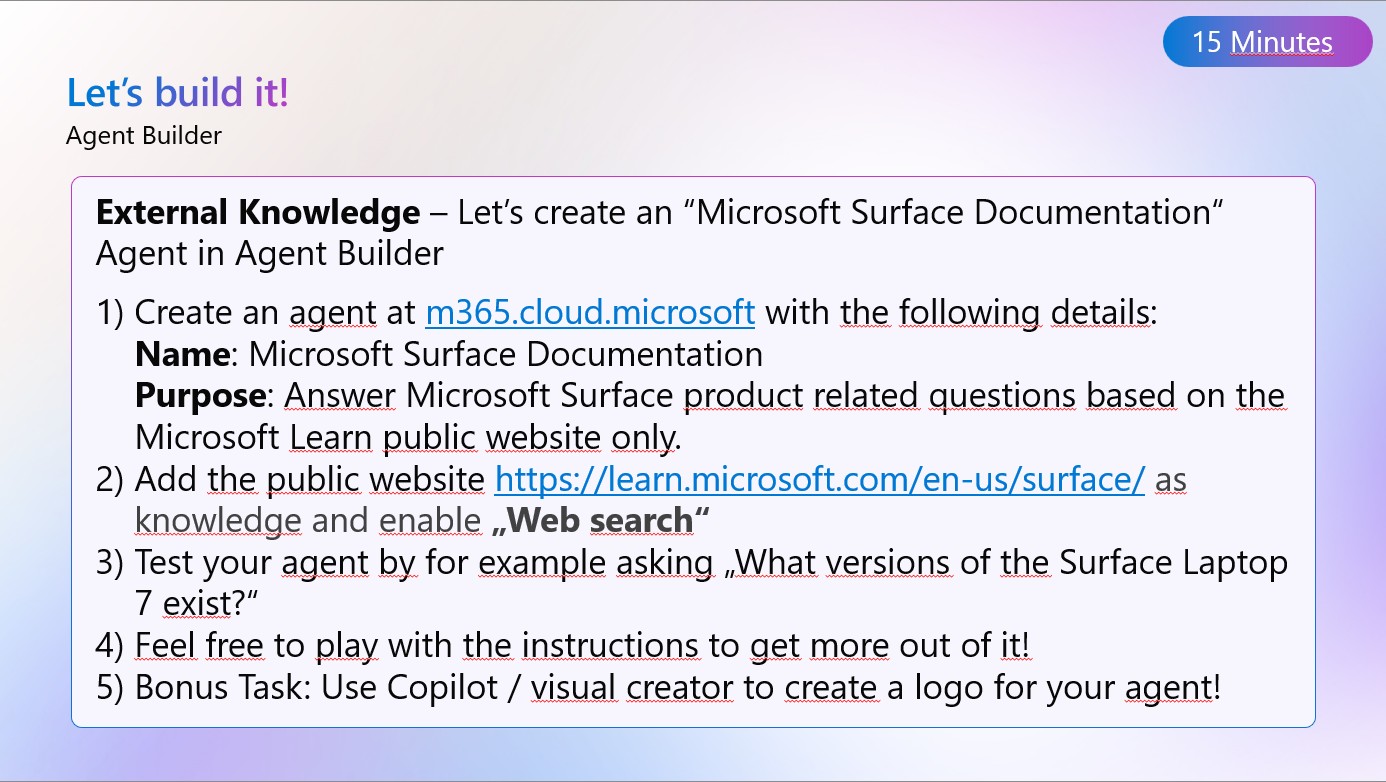 15 Minutes
Let’s build it!
Agent Builder
External Knowledge – Let’s create an “Microsoft Surface Documentation“
Agent in Agent Builder
1) Create an agent at m365.cloud.microsoft with the following details:
Name: Microsoft Surface Documentation
Purpose: Answer Microsoft Surface product related questions based on the
Microsoft Learn public website only.
2) Add the public website https://learn.microsoft.com/en-us/surface/ as
knowledge and enable „Web search“
3) Test your agent by for example asking „What versions of the Surface Laptop
7 exist?“
4) Feel free to play with the instructions to get more out of it!
5) Bonus Task: Use Copilot / visual creator to create a logo for your agent!